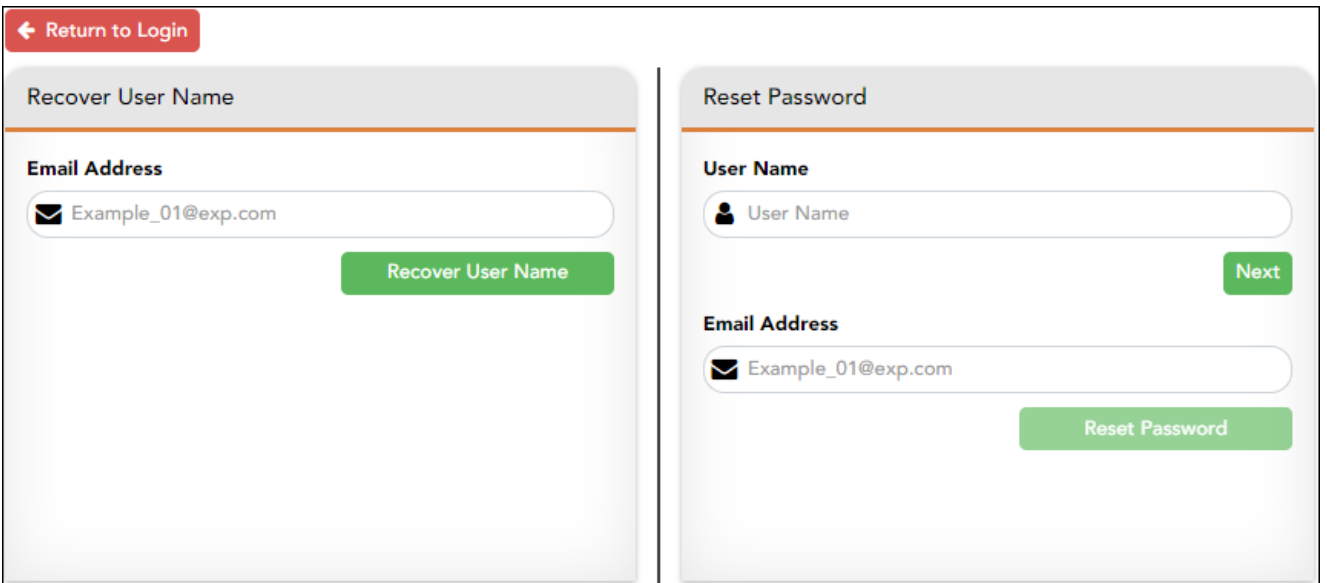 Return to Login
Recover User Name
Email Address
Example_01@exp.com
Recover User Name
Reset Password
User Name
User Name
Next
Email Address
Example_01@exp.com
Reset Password